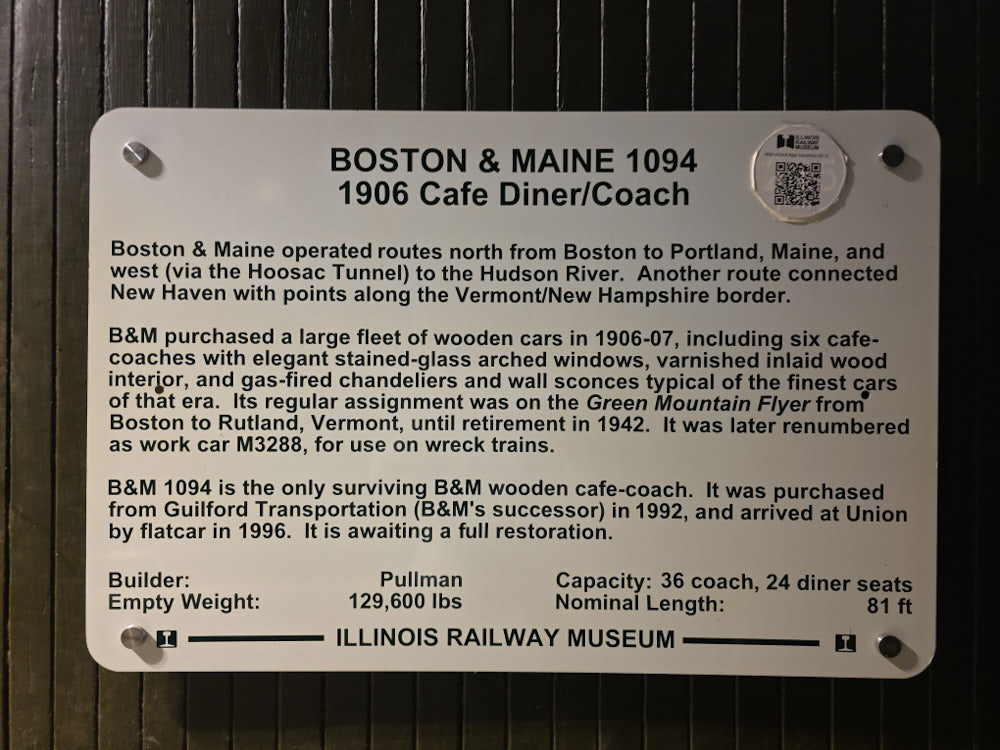 BOSTON & MAINE 1094
1906 Cafe Diner/Coach
ILLINOIS
RAILWAY
MUSEUM
Boston & Maine operated routes north from Boston to Portland, Maine, and
west (via the Hoosac Tunnel) to the Hudson River.  Another route connected
New Haven with points along the Vermont/New Hampshire border.
B&M purchased a large fleet of wooden cars in 1906-07, including six cafe-
coaches with elegant stained-glass arched windows, varnished inlaid wood
interior, and gas-fired chandeliers and wall sconces typical of the finest cars
of that era.  Its regular assignment was on the Green Mountain Flyer from
Boston to Rutland, Vermont, until retirement in 1942.  It was later renumbered
as work car M3288, for use on wreck trains.
B&M 1094 is the only surviving B&M wooden cafe-coach.  It was purchased
from Guilford Transportation (B&M's successor) in 1992, and arrived at Union
by flatcar in 1996.  It is awaiting a full restoration.
Builder: Pullman Capacity: 36 coach, 24 diner seats
Empty Weight: 129,600 lbs Nominal Length: 81 ft
ILLINOIS RAILWAY MUSEUM